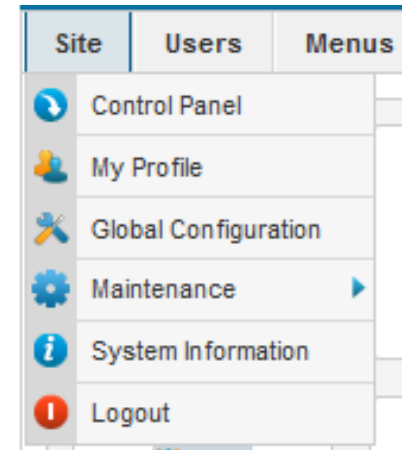 Site Users Menus
Control Panel
My Profile
Global Configuration
Maintenance
System Information
Logout